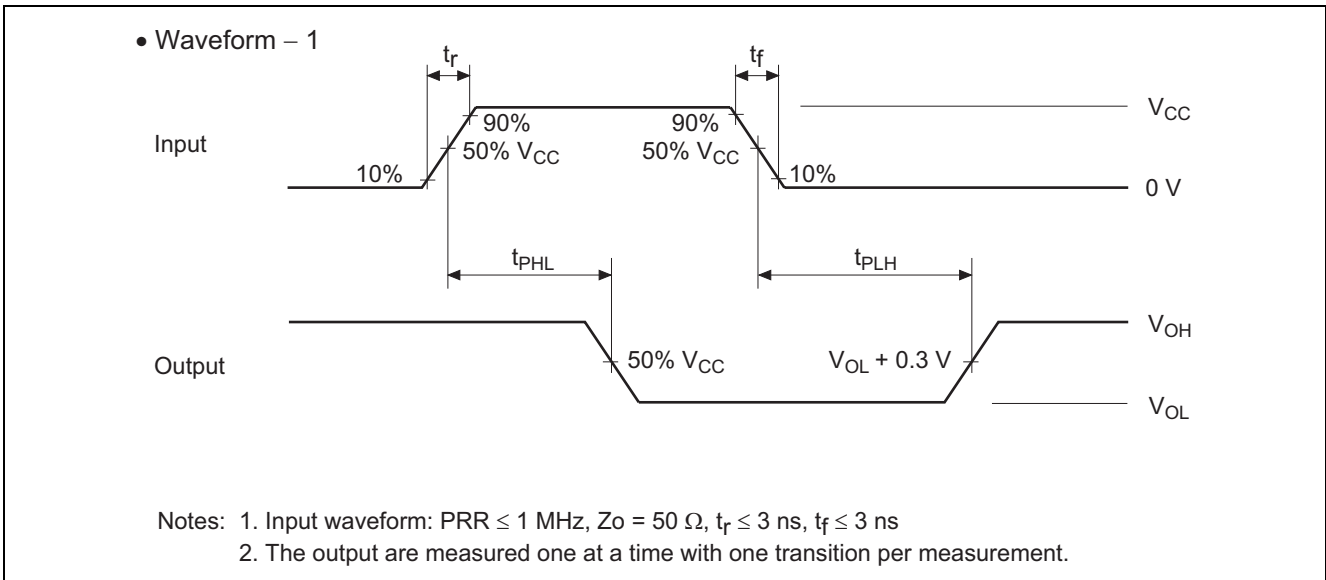 • Waveform – 1
tr
tf
VCC
Input
90%
90%
50% VCC
50% VCC
10%
10%
0 V
tPHL
tPLH
VOH
Output
50% VCC
VOL + 0.3 V
VOL
Notes: 1. Input waveform: PRR ≤ 1 MHz, Zo = 50 Ω, tr ≤ 3 ns, tf ≤ 3 ns
2. The output are measured one at a time with one transition per measurement.